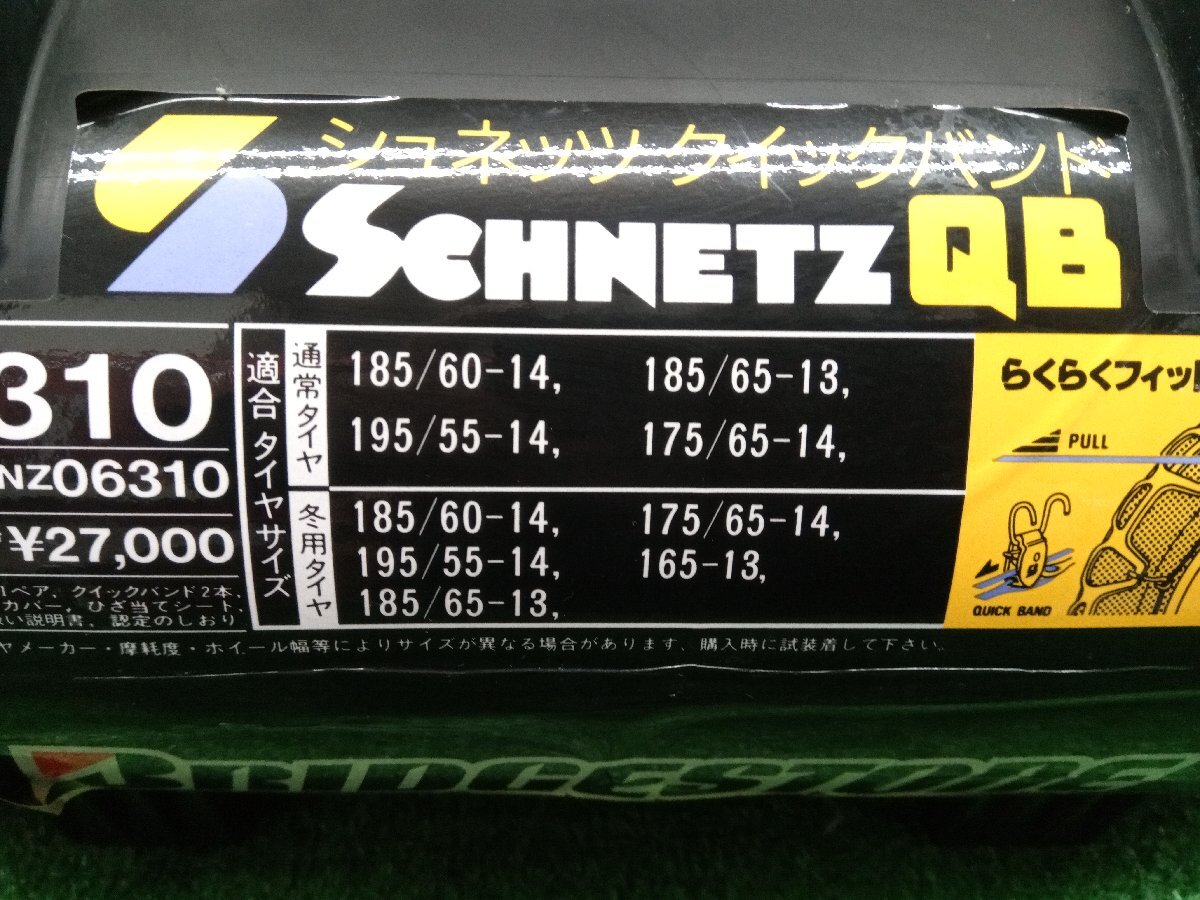 シュネッツ クイックバンド
SCHNETZ QB
310
NZ06310
¥27,000
1ペア、クイックバンド2本、
カバー、ひざ当てシート、
い説明書、認定のしおり
適合タイヤサイズ
通常タイヤ
185/60-14, 185/65-13,
195/55-14, 175/65-14,
冬用タイヤ
185/60-14, 175/65-14,
195/55-14, 165-13,
185/65-13,
らくらくフィッ
PULL
QUICK BAND
ヤメーカー・摩耗度・ホイール幅等によりサイズが異なる場合があります、購入時に試装着して下さい。
BRIDGESTONE